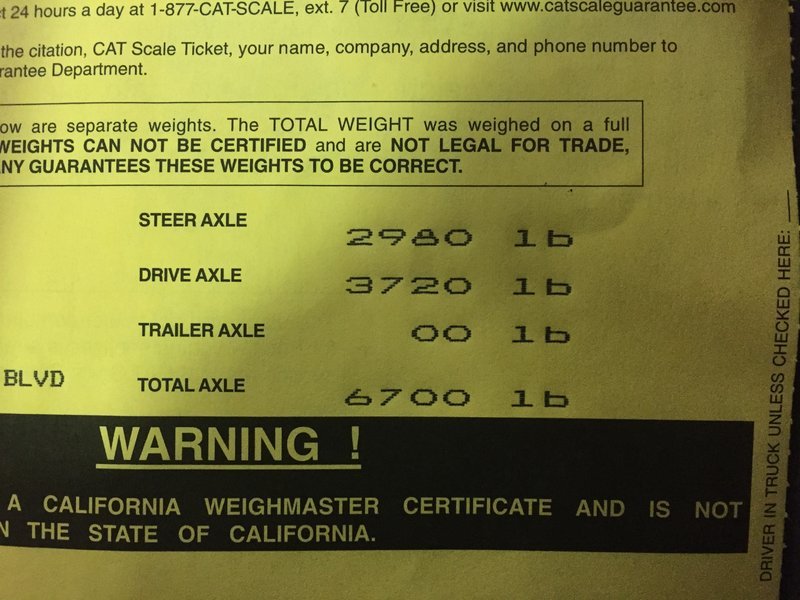 t 24 hours a day at 1-877-CAT-SCALE, ext. 7 (Toll Free) or visit www.catscaleguarantee.com
the citation, CAT Scale Ticket, your name, company, address, and phone number to
rantee Department.
ow are separate weights. The TOTAL WEIGHT was weighed on a full
WEIGHTS CAN NOT BE CERTIFIED and are NOT LEGAL FOR TRADE,
NY GUARANTEES THESE WEIGHTS TO BE CORRECT.
STEER AXLE 2980 lb
DRIVE AXLE 3720 lb
TRAILER AXLE 00 lb
BLVD TOTAL AXLE 6700 lb
WARNING !
A CALIFORNIA WEIGHMASTER CERTIFICATE AND IS NOT
N THE STATE OF CALIFORNIA.
DRIVER IN TRUCK UNLESS CHECKED HERE: __